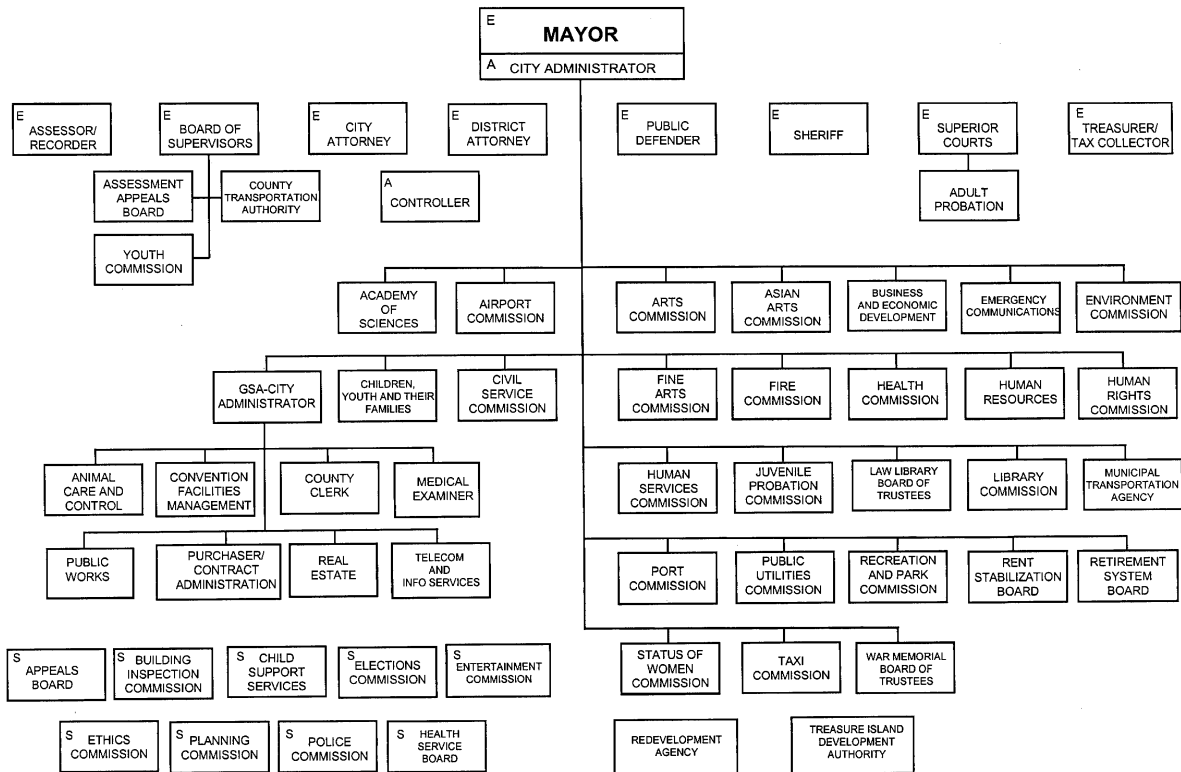 E
MAYOR
A CITY ADMINISTRATOR
E
ASSESSOR/
RECORDER
E
BOARD OF
SUPERVISORS
E
CITY
ATTORNEY
E
DISTRICT
ATTORNEY
E
PUBLIC
DEFENDER
E
SHERIFF
E
SUPERIOR
COURTS
E
TREASURER/
TAX COLLECTOR
ASSESSMENT
APPEALS
BOARD
COUNTY
TRANSPORTATION
AUTHORITY
A
CONTROLLER
ADULT
PROBATION
YOUTH
COMMISSION
ACADEMY
OF
SCIENCES
AIRPORT
COMMISSION
ARTS
COMMISSION
ASIAN
ARTS
COMMISSION
BUSINESS
AND ECONOMIC
DEVELOPMENT
EMERGENCY
COMMUNICATIONS
ENVIRONMENT
COMMISSION
GSA-CITY
ADMINISTRATOR
CHILDREN,
YOUTH AND THEIR
FAMILIES
CIVIL
SERVICE
COMMISSION
FINE
ARTS
COMMISSION
FIRE
COMMISSION
HEALTH
COMMISSION
HUMAN
RESOURCES
HUMAN
RIGHTS
COMMISSION
ANIMAL
CARE AND
CONTROL
CONVENTION
FACILITIES
MANAGEMENT
COUNTY
CLERK
MEDICAL
EXAMINER
HUMAN
SERVICES
COMMISSION
JUVENILE
PROBATION
COMMISSION
LAW LIBRARY
BOARD OF
TRUSTEES
LIBRARY
COMMISSION
MUNICIPAL
TRANSPORTATION
AGENCY
PUBLIC
WORKS
PURCHASER/
CONTRACT
ADMINISTRATION
REAL
ESTATE
TELECOM
AND
INFO SERVICES
PORT
COMMISSION
PUBLIC
UTILITIES
COMMISSION
RECREATION
AND PARK
COMMISSION
RENT
STABILIZATION
BOARD
RETIREMENT
SYSTEM
BOARD
STATUS OF
WOMEN
COMMISSION
TAXI
COMMISSION
WAR MEMORIAL
BOARD OF
TRUSTEES
S
APPEALS
BOARD
S BUILDING
INSPECTION
COMMISSION
S CHILD
SUPPORT
SERVICES
S ELECTIONS
COMMISSION
S ENTERTAINMENT
COMMISSION
S ETHICS
COMMISSION
S PLANNING
COMMISSION
S POLICE
COMMISSION
S HEALTH
SERVICE
BOARD
REDEVELOPMENT
AGENCY
TREASURE ISLAND
DEVELOPMENT
AUTHORITY